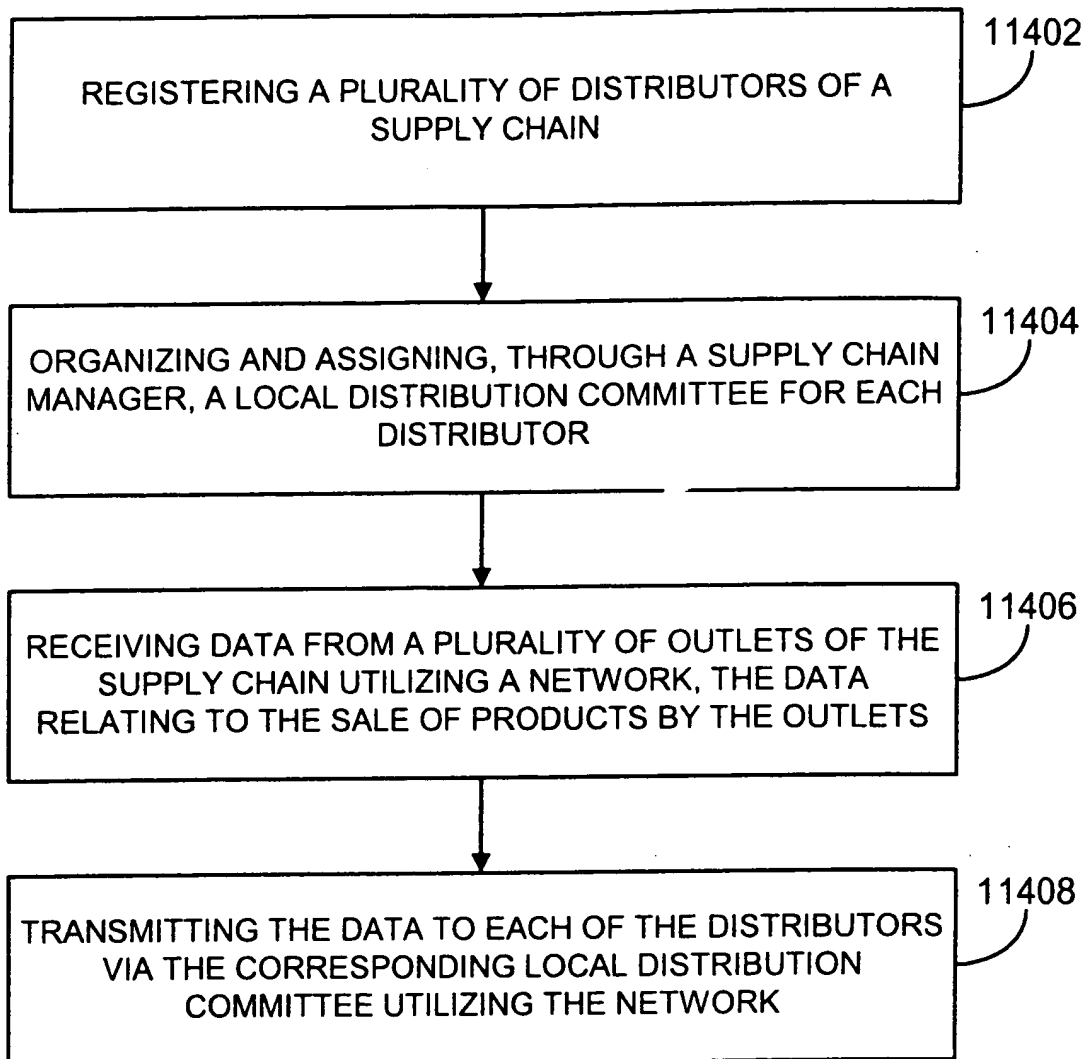 11402
REGISTERING A PLURALITY OF DISTRIBUTORS OF A
SUPPLY CHAIN
11404
ORGANIZING AND ASSIGNING, THROUGH A SUPPLY CHAIN
MANAGER, A LOCAL DISTRIBUTION COMMITTEE FOR EACH
DISTRIBUTOR
11406
RECEIVING DATA FROM A PLURALITY OF OUTLETS OF THE
SUPPLY CHAIN UTILIZING A NETWORK, THE DATA
RELATING TO THE SALE OF PRODUCTS BY THE OUTLETS
11408
TRANSMITTING THE DATA TO EACH OF THE DISTRIBUTORS
VIA THE CORRESPONDING LOCAL DISTRIBUTION
COMMITTEE UTILIZING THE NETWORK